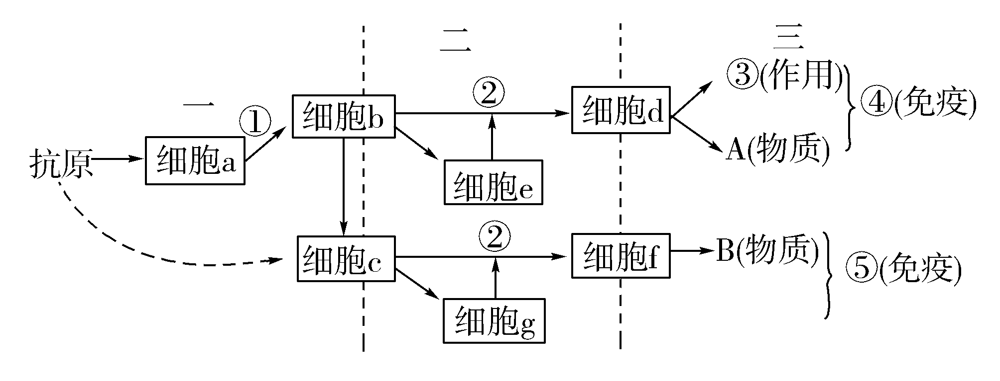 一 二 三
③(作用)
② ④(免疫)
① 细胞b 细胞d
抗原 细胞a A(物质)
细胞e
② B(物质)
细胞c 细胞f ⑤(免疫)
细胞g